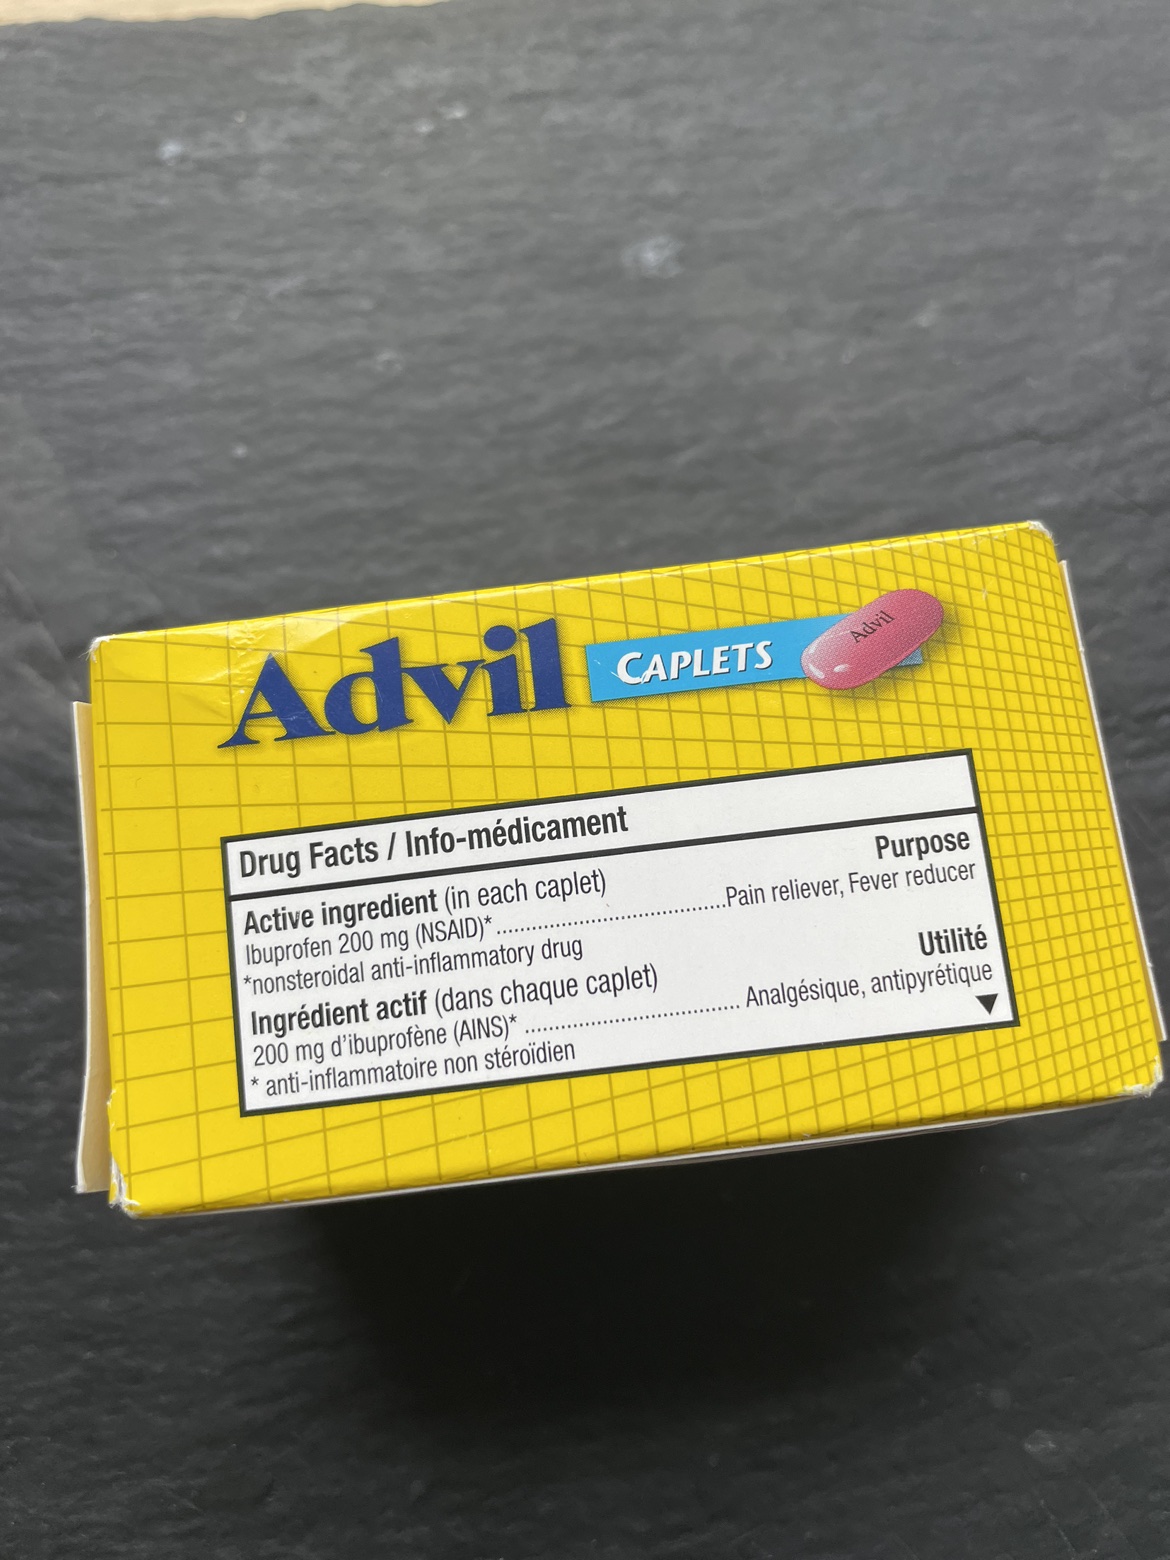 Advil CAPLETS Advil
Drug Facts / Info-médicament
Active ingredient (in each caplet) Purpose
Ibuprofen 200 mg (NSAID)*........................................Pain reliever, Fever reducer
*nonsteroidal anti-inflammatory drug
Ingrédient actif (dans chaque caplet) Utilité
200 mg d'ibuprofène (AINS)* ..................................... Analgésique, antipyrétique
* anti-inflammatoire non stéroïdien